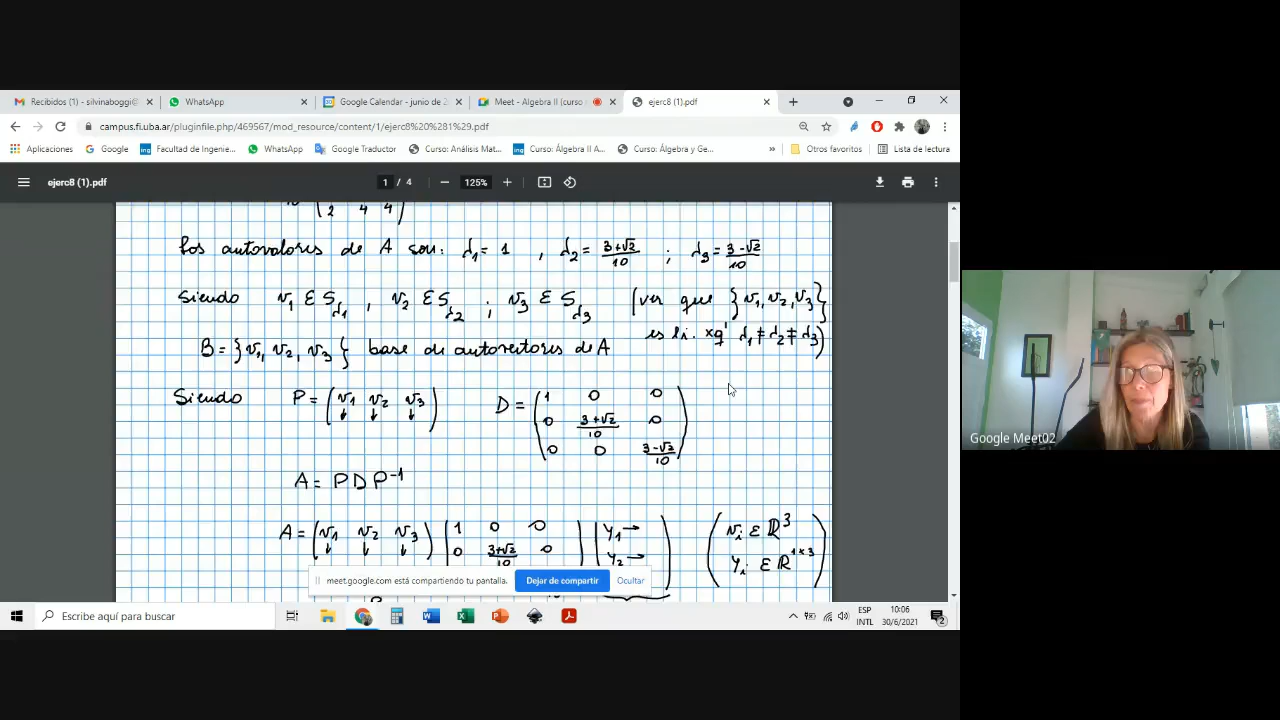 Recibidos (1) - silvinaboggi@
WhatsApp
Google Calendar - junio de 2
Meet - Algebra II (curso
ejerc8 (1).pdf
campus.fi.uba.ar/pluginfile.php/469567/mod_resource/content/1/ejerc8%20%281%29.pdf
Aplicaciones
Google
Facultad de Ingenie...
WhatsApp
Google Traductor
Curso: Análisis Mat...
Curso: Álgebra II A...
Curso: Álgebra y Ge...
»
Otros favoritos
Lista de lectura
ejerc8 (1).pdf
1 / 4
125%
2 4 4
Los autovalores de A son: λ1 = 1 , λ2 = (3+√2)/10 ; λ3 = (3-√2)/10
Siendo v1 ∈ Sλ1 , v2 ∈ Sλ2 ; v3 ∈ Sλ3 (ver que {v1, v2, v3}
es li. xq' λ1 ≠ λ2 ≠ λ3)
B = {v1, v2, v3} base de autovectores de A
Siendo P = (v1 v2 v3) D = (1 0 0
0 (3+√2)/10 0
0 0 (3-√2)/10)
A = P D P⁻¹
A = (v1 v2 v3) (1 0 0 (y1 → (vi ∈ ℝ³
0 (3+√2)/10 0 y2 → yi ∈ ℝ¹ˣ³)
meet.google.com está compartiendo tu pantalla.
Dejar de compartir
Ocultar
Google Meet02
Escribe aquí para buscar
ESP
INTL
10:06
30/6/2021
2